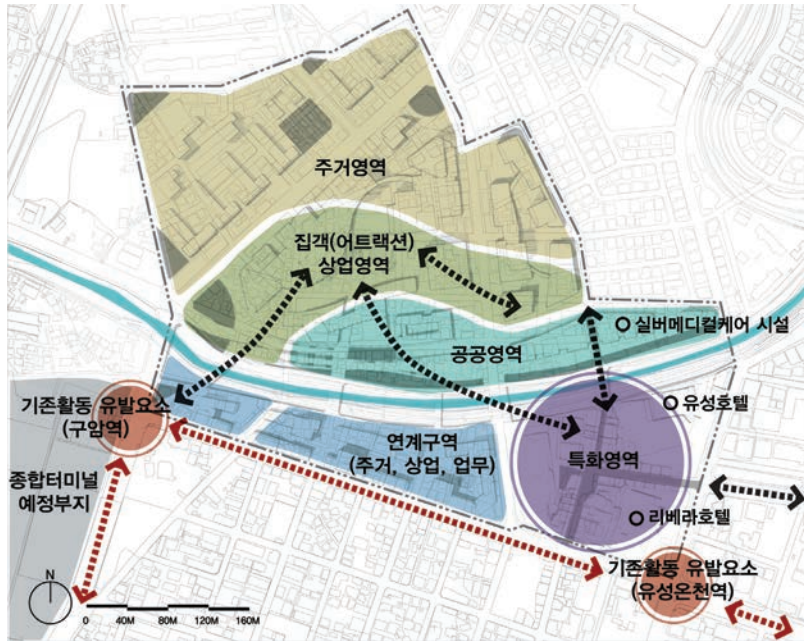 주거영역
집객(어트랙션)
상업영역
실버메디컬케어 시설
공공영역
기존활동 유발요소
(구암역)
유성호텔
연계구역
(주거, 상업, 업무)
특화영역
종합터미널
예정부지
리베라호텔
기존활동 유발요소
(유성온천역)
N
0 40M 80M 120M 160M